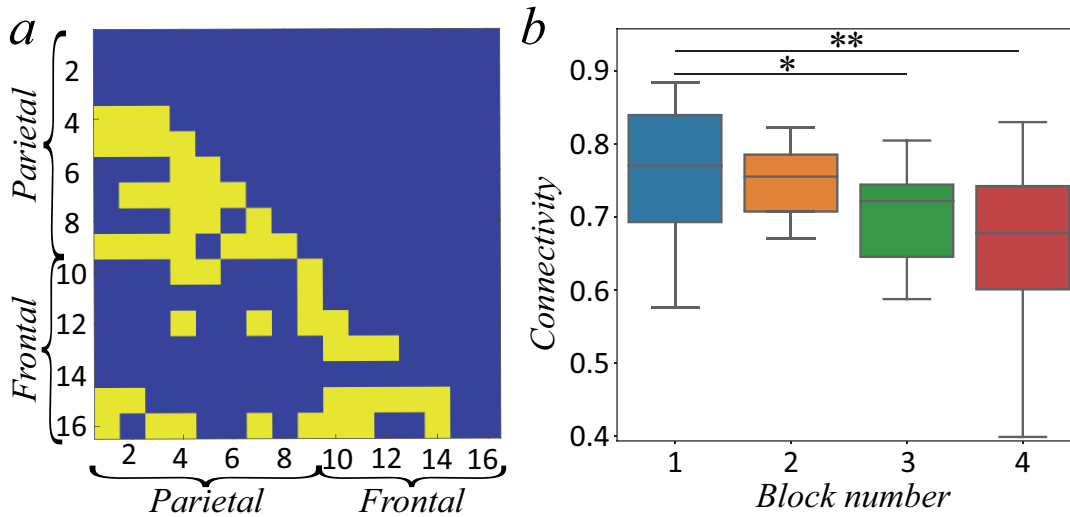 a
Parietal
Frontal
2
4
6
8
10
12
14
16
2 4 6 8 10 12 14 16
Parietal Frontal
b
**
*
Connectivity
0.9
0.8
0.7
0.6
0.5
0.4
1 2 3 4
Block number